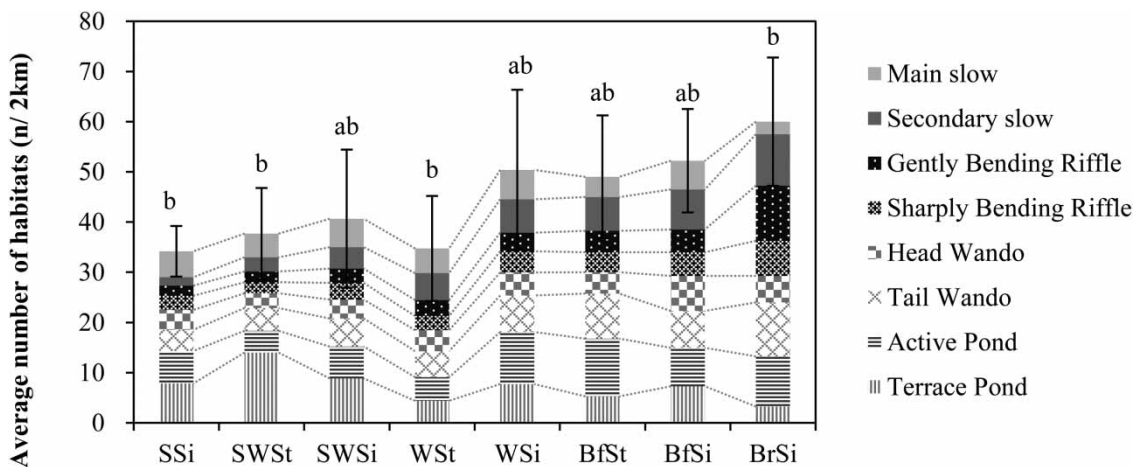 Average number of habitats (n/ 2km)
80
70
60
50
40
30
20
10
0
b
b
ab
b
ab
ab
ab
b
SSi SWSt SWSi WSt WSi BfSt BfSi BrSi
Main slow
Secondary slow
Gently Bending Riffle
Sharply Bending Riffle
Head Wando
Tail Wando
Active Pond
Terrace Pond